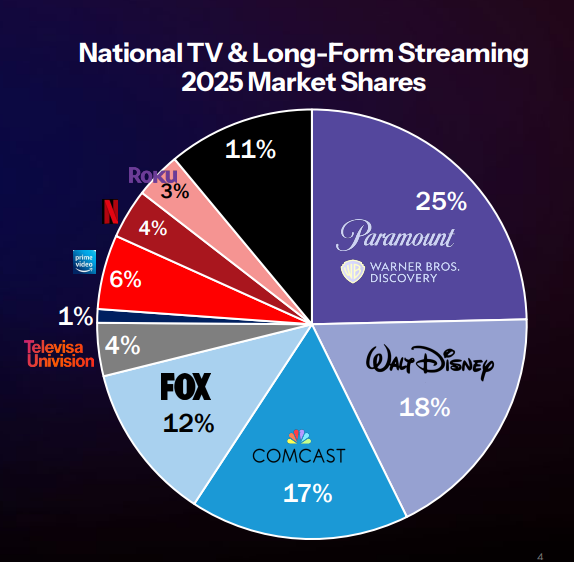 National TV & Long-Form Streaming
2025 Market Shares
11%
25%
Paramount
WB
WARNER BROS.
DISCOVERY
Walt Disney
18%
COMCAST
17%
FOX
12%
Televisa
Univision
4%
1%
prime
video
6%
N
4%
Roku
3%
4